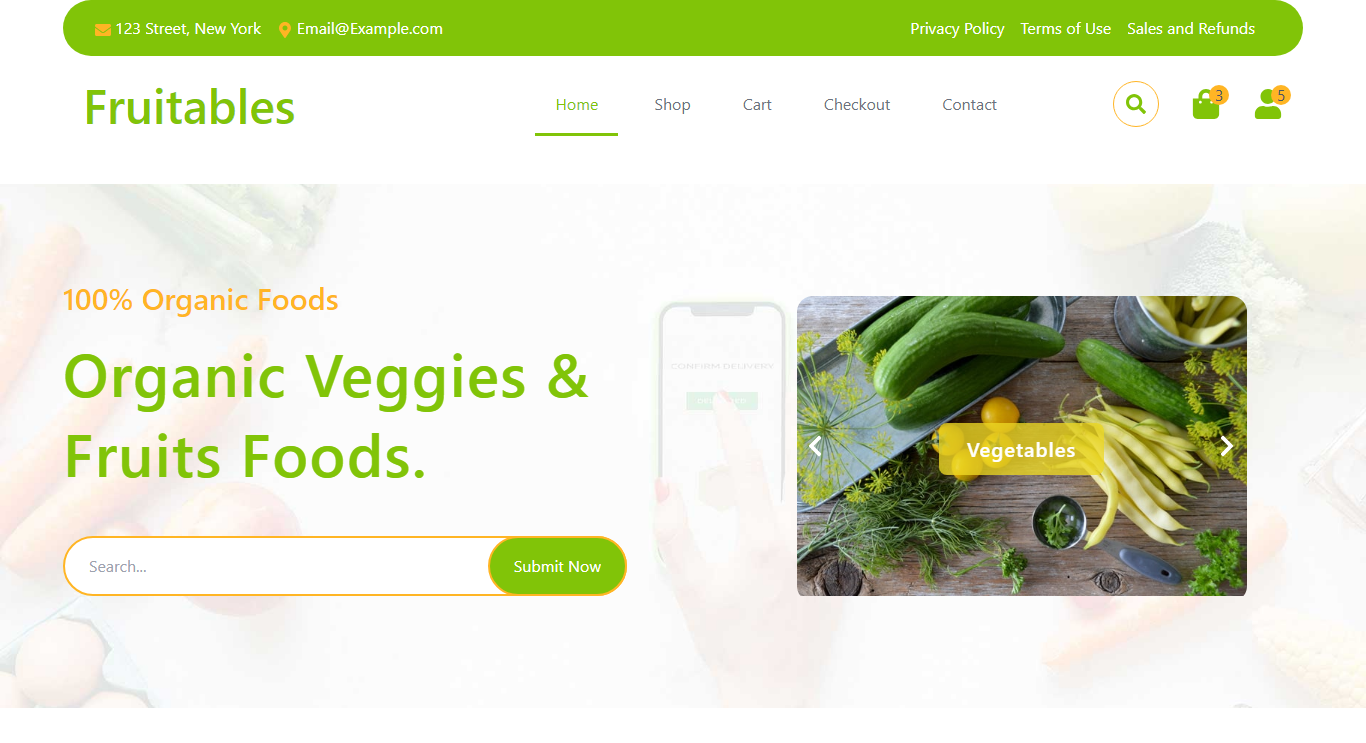 123 Street, New York Email@Example.com Privacy Policy Terms of Use Sales and Refunds
Fruitables Home Shop Cart Checkout Contact 3 5
100% Organic Foods
Organic Veggies &
Fruits Foods.
Search... Submit Now
CONFIRM DELIVERY
Vegetables